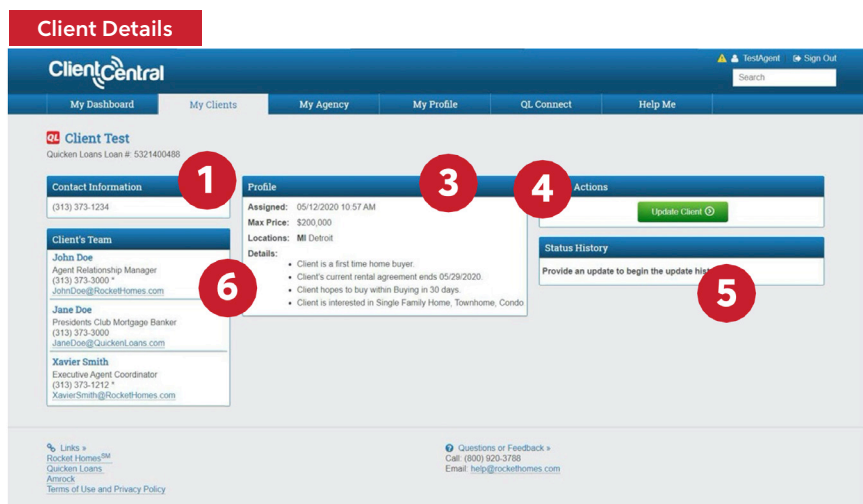 Client Details
ClientCentral
TestAgent
Sign Out
Search
My Dashboard
My Clients
My Agency
My Profile
QL Connect
Help Me
QL Client Test
Quicken Loans Loan #: 5321400488
1
Contact Information
(313) 373-1234
Client's Team
John Doe
Agent Relationship Manager
(313) 373-3000 *
JohnDoe@RocketHomes.com
Jane Doe
Presidents Club Mortgage Banker
(313) 373-3000
JaneDoe@QuickenLoans.com
Xavier Smith
Executive Agent Coordinator
(313) 373-1212 *
XavierSmith@RocketHomes.com
6
3
Profile
Assigned: 05/12/2020 10:57 AM
Max Price: $200,000
Locations: MI Detroit
Details:
• Client is a first time home buyer.
• Client's current rental agreement ends 05/29/2020.
• Client hopes to buy within Buying in 30 days.
• Client is interested in Single Family Home, Townhome, Condo
4
Actions
Update Client
Status History
Provide an update to begin the update
5
Links »
Rocket Homes℠
Quicken Loans
Amrock
Terms of Use and Privacy Policy
Questions or Feedback »
Call: (800) 920-3788
Email: help@rockethomes.com